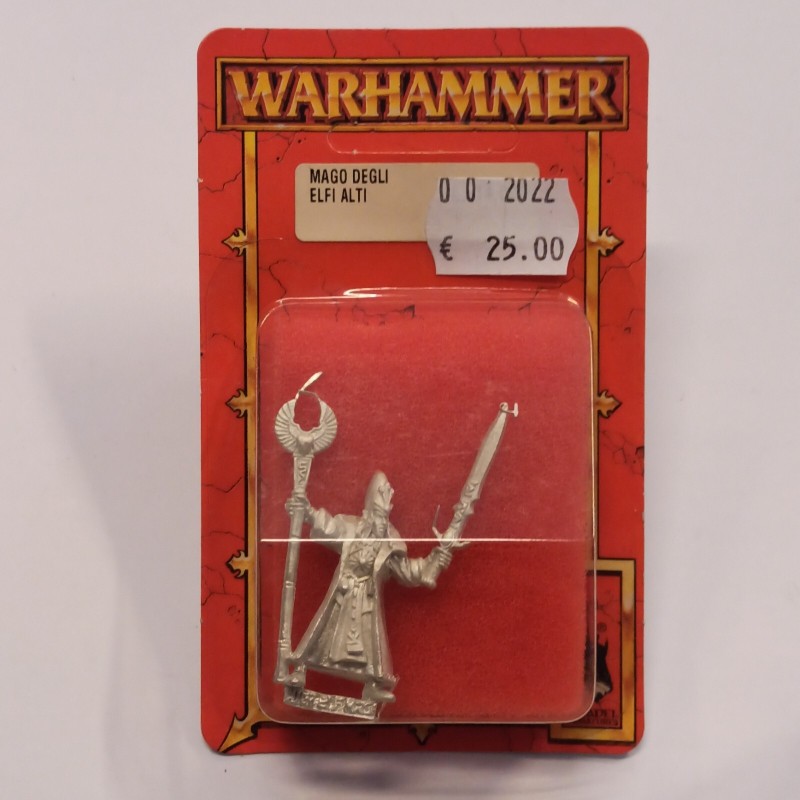 WARHAMMER
MAGO DEGLI
ELFI ALTI
0 0 2022
€ 25.00